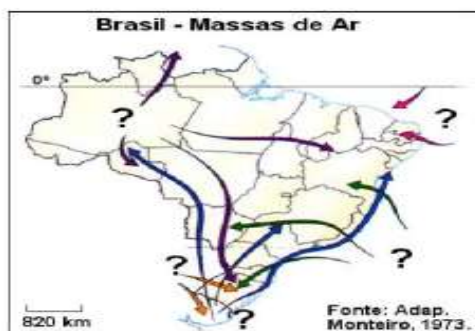 Brasil - Massas de Ar
0°
?
?
?
?
?
820 km
Fonte: Adap.
Monteiro, 1973